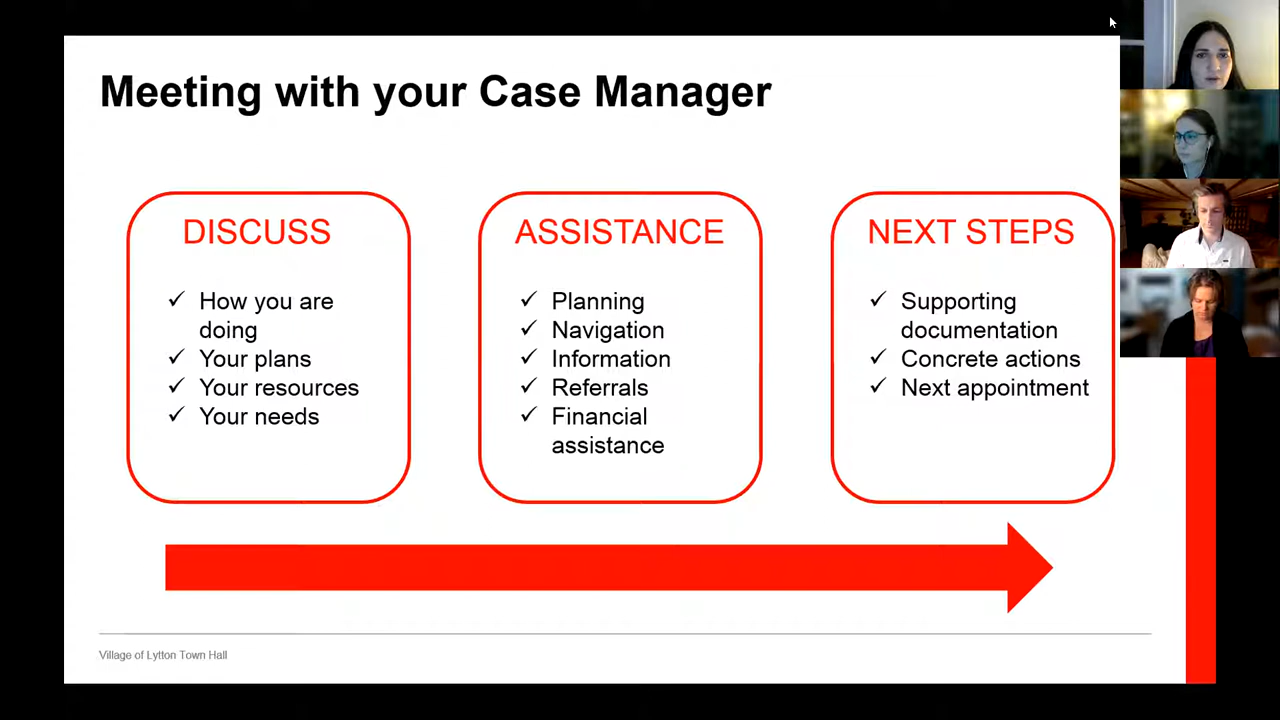 Meeting with your Case Manager
DISCUSS
✓ How you are
doing
✓ Your plans
✓ Your resources
✓ Your needs
ASSISTANCE
✓ Planning
✓ Navigation
✓ Information
✓ Referrals
✓ Financial
assistance
NEXT STEPS
✓ Supporting
documentation
✓ Concrete actions
✓ Next appointment
Village of Lytton Town Hall